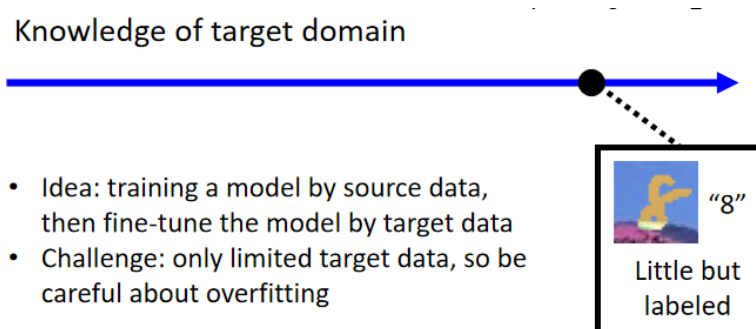 Knowledge of target domain
• Idea: training a model by source data,
then fine-tune the model by target data
• Challenge: only limited target data, so be
careful about overfitting
“8”
Little but
labeled